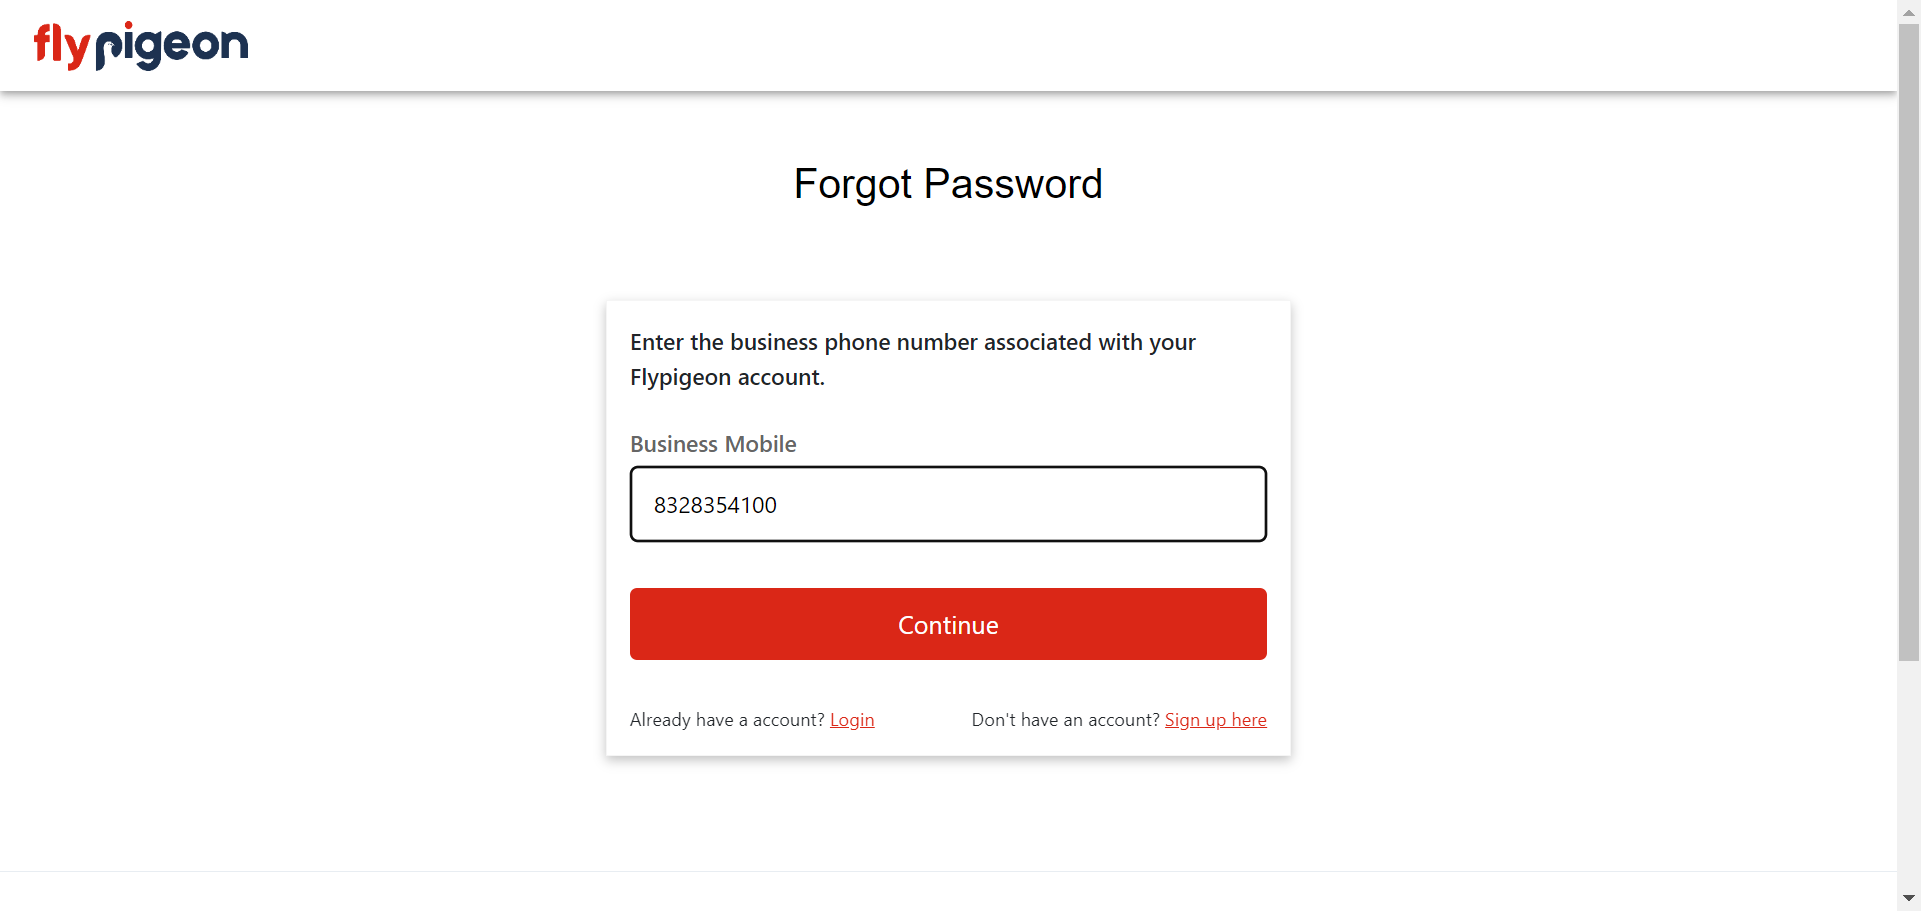 flypigeon
Forgot Password
Enter the business phone number associated with your
Flypigeon account.
Business Mobile
8328354100
Continue
Already have a account? Login
Don't have an account? Sign up here